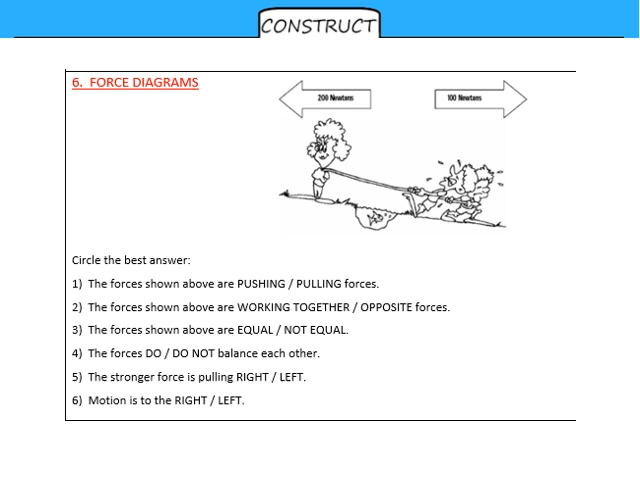 CONSTRUCT
6. FORCE DIAGRAMS
200 Newtons
100 Newtons
Circle the best answer:
1) The forces shown above are PUSHING / PULLING forces.
2) The forces shown above are WORKING TOGETHER / OPPOSITE forces.
3) The forces shown above are EQUAL / NOT EQUAL.
4) The forces DO / DO NOT balance each other.
5) The stronger force is pulling RIGHT / LEFT.
6) Motion is to the RIGHT / LEFT.